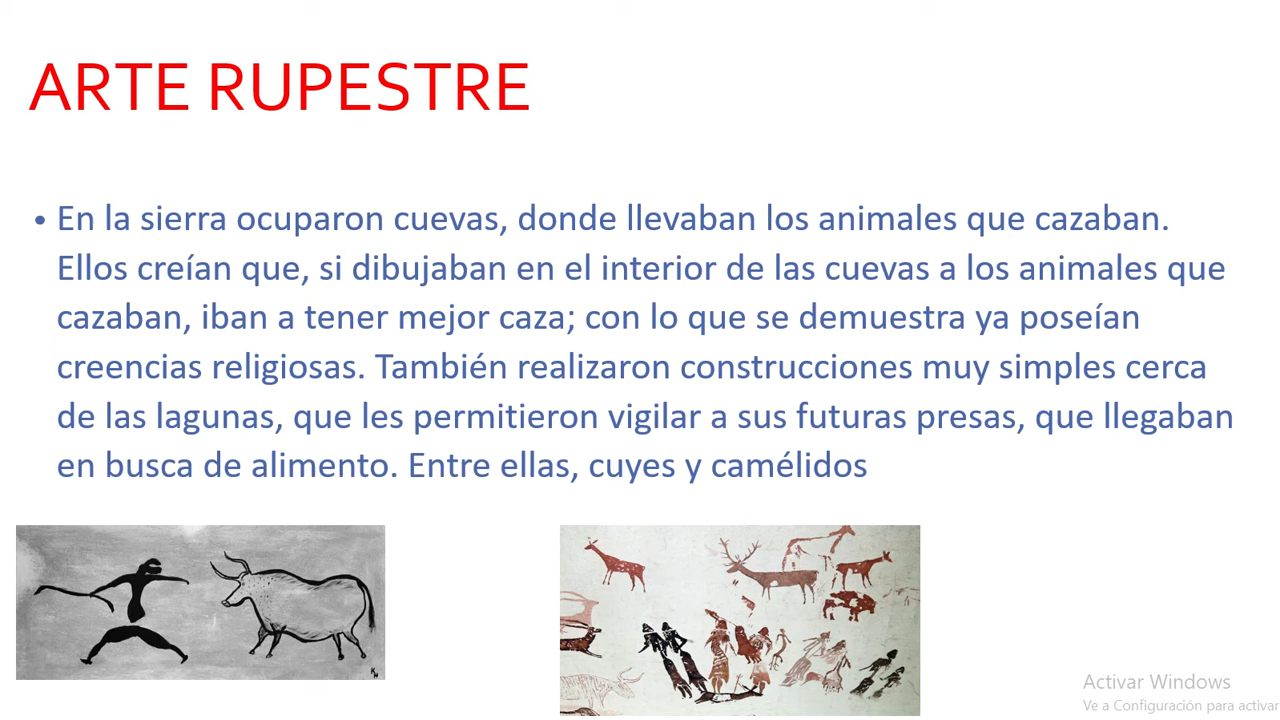 ARTE RUPESTRE
• En la sierra ocuparon cuevas, donde llevaban los animales que cazaban.
Ellos creían que, si dibujaban en el interior de las cuevas a los animales que
cazaban, iban a tener mejor caza; con lo que se demuestra ya poseían
creencias religiosas. También realizaron construcciones muy simples cerca
de las lagunas, que les permitieron vigilar a sus futuras presas, que llegaban
en busca de alimento. Entre ellas, cuyes y camélidos
Activar Windows
Ve a Configuración para activar